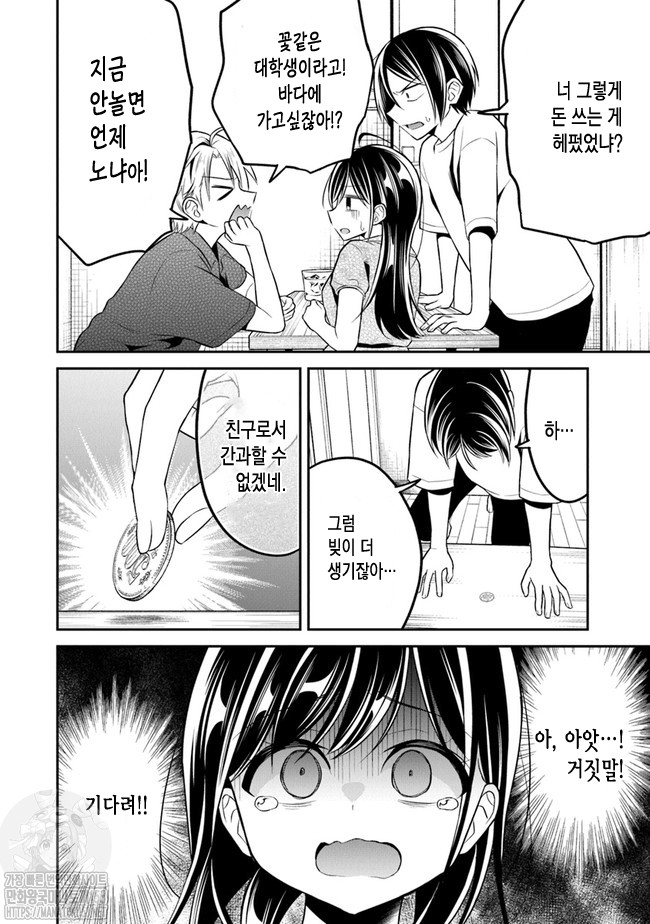 너 그렇게
돈 쓰는 게
헤펐었냐?
꽃같은
대학생이라고!
바다에
가고싶잖아!?
지금
안놀면
언제
노냐아!
하…
그럼
빚이 더
생기잖아…
친구로서
간과할 수
없겠네.
아, 아앗…!
거짓말!
기다려!!